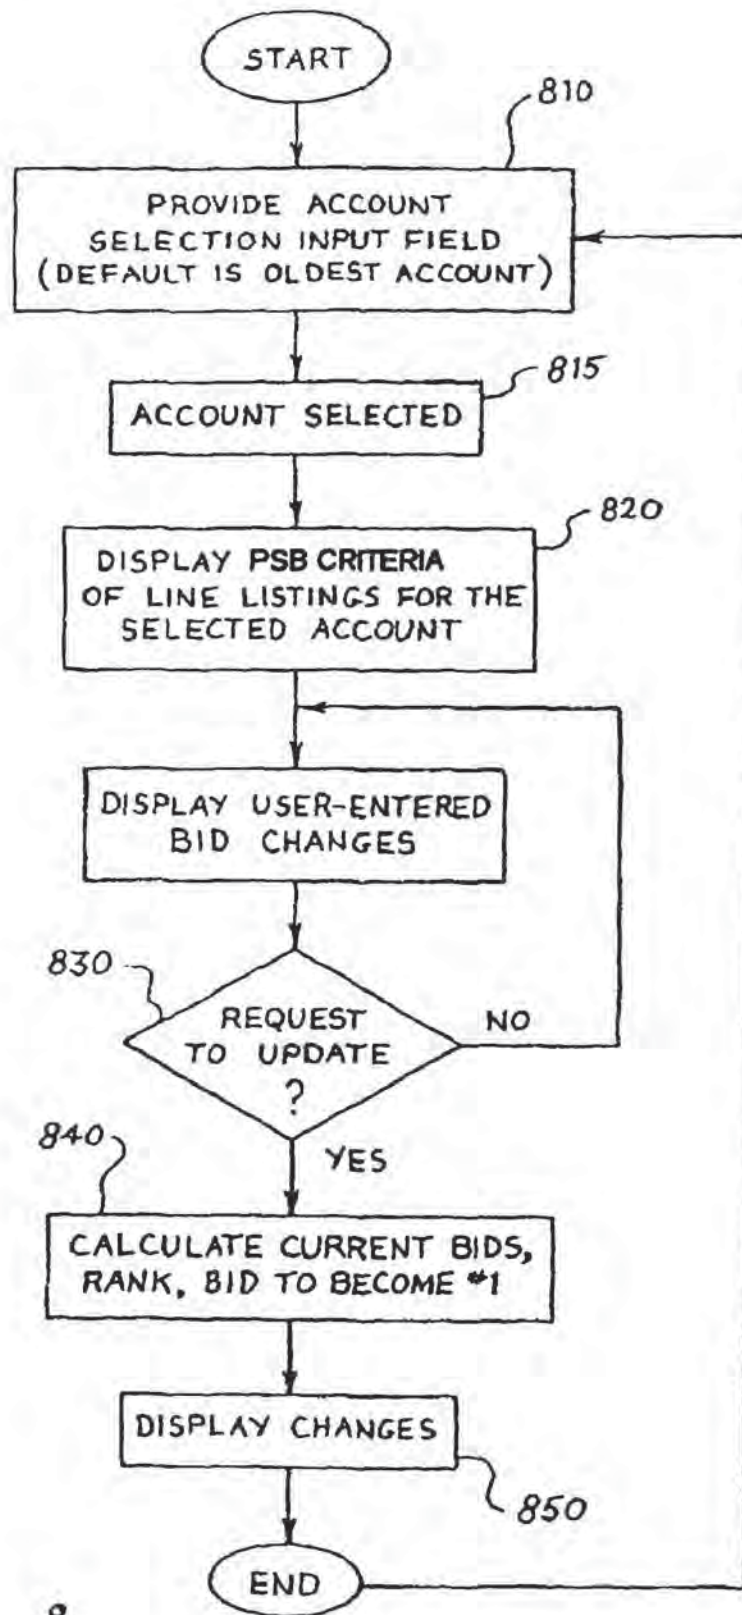 START
810
PROVIDE ACCOUNT
SELECTION INPUT FIELD
(DEFAULT IS OLDEST ACCOUNT)
815
ACCOUNT SELECTED
820
DISPLAY PSB CRITERIA
OF LINE LISTINGS FOR THE
SELECTED ACCOUNT
DISPLAY USER-ENTERED
BID CHANGES
830
REQUEST
TO UPDATE
?
NO
YES
840
CALCULATE CURRENT BIDS,
RANK, BID TO BECOME #1
DISPLAY CHANGES
850
END